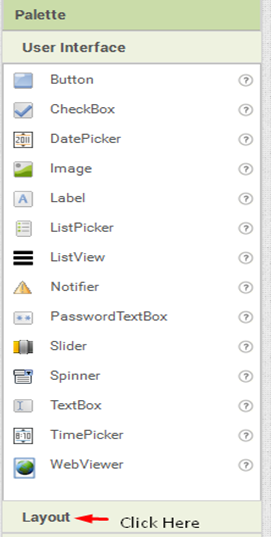 Palette
User Interface
Button
CheckBox
DatePicker
Image
Label
ListPicker
ListView
Notifier
PasswordTextBox
Slider
Spinner
TextBox
TimePicker
WebViewer
Layout Click Here